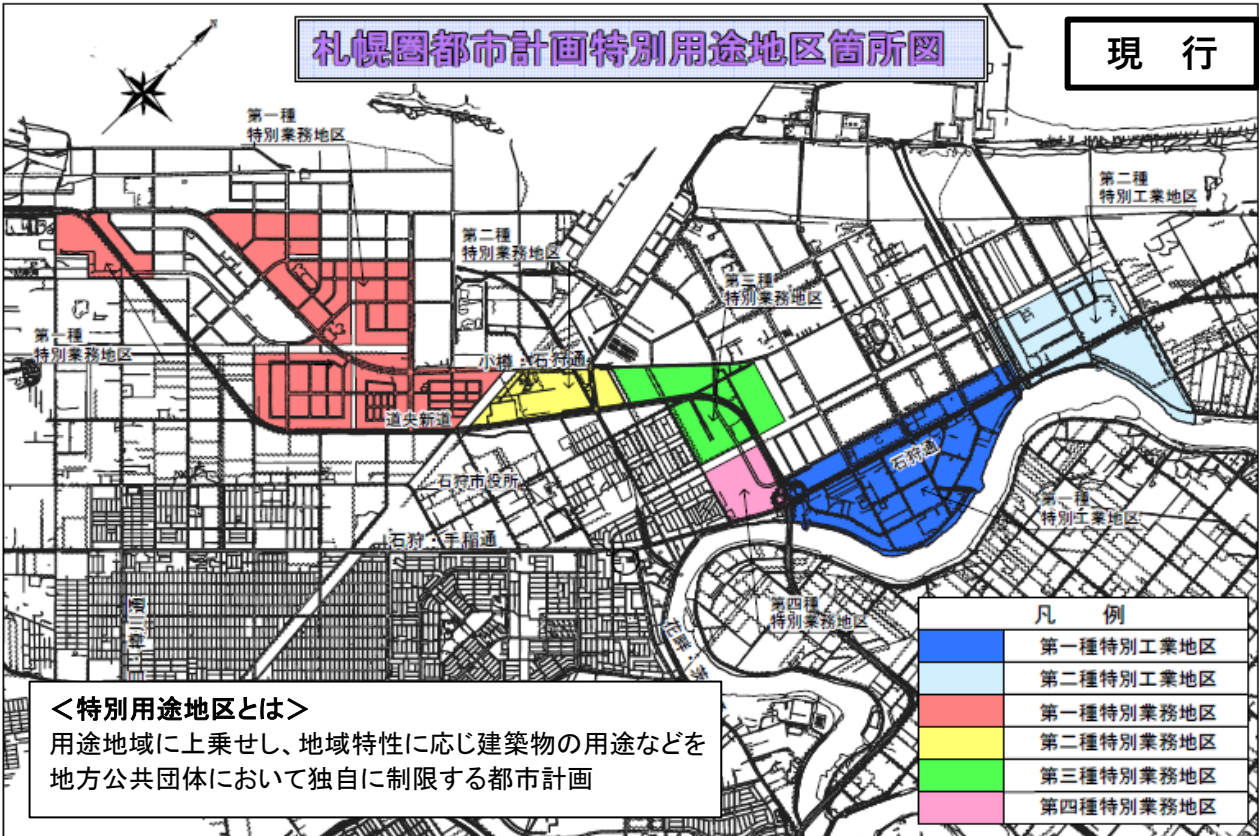 札幌圏都市計画特別用途地区箇所図
現 行
N
第一種
特別業務地区
第二種
特別工業地区
第二種
特別業務地区
第三種
特別業務地区
第一種
特別業務地区
小樽・石狩通
道央新道
石狩通
石狩市役所
第一種
特別工業地区
石狩・手稲通
第四種
特別業務地区
樽川通
花畔・茨
凡 例
第一種特別工業地区
第二種特別工業地区
第一種特別業務地区
第二種特別業務地区
第三種特別業務地区
第四種特別業務地区
<特別用途地区とは>
用途地域に上乗せし、地域特性に応じ建築物の用途などを
地方公共団体において独自に制限する都市計画